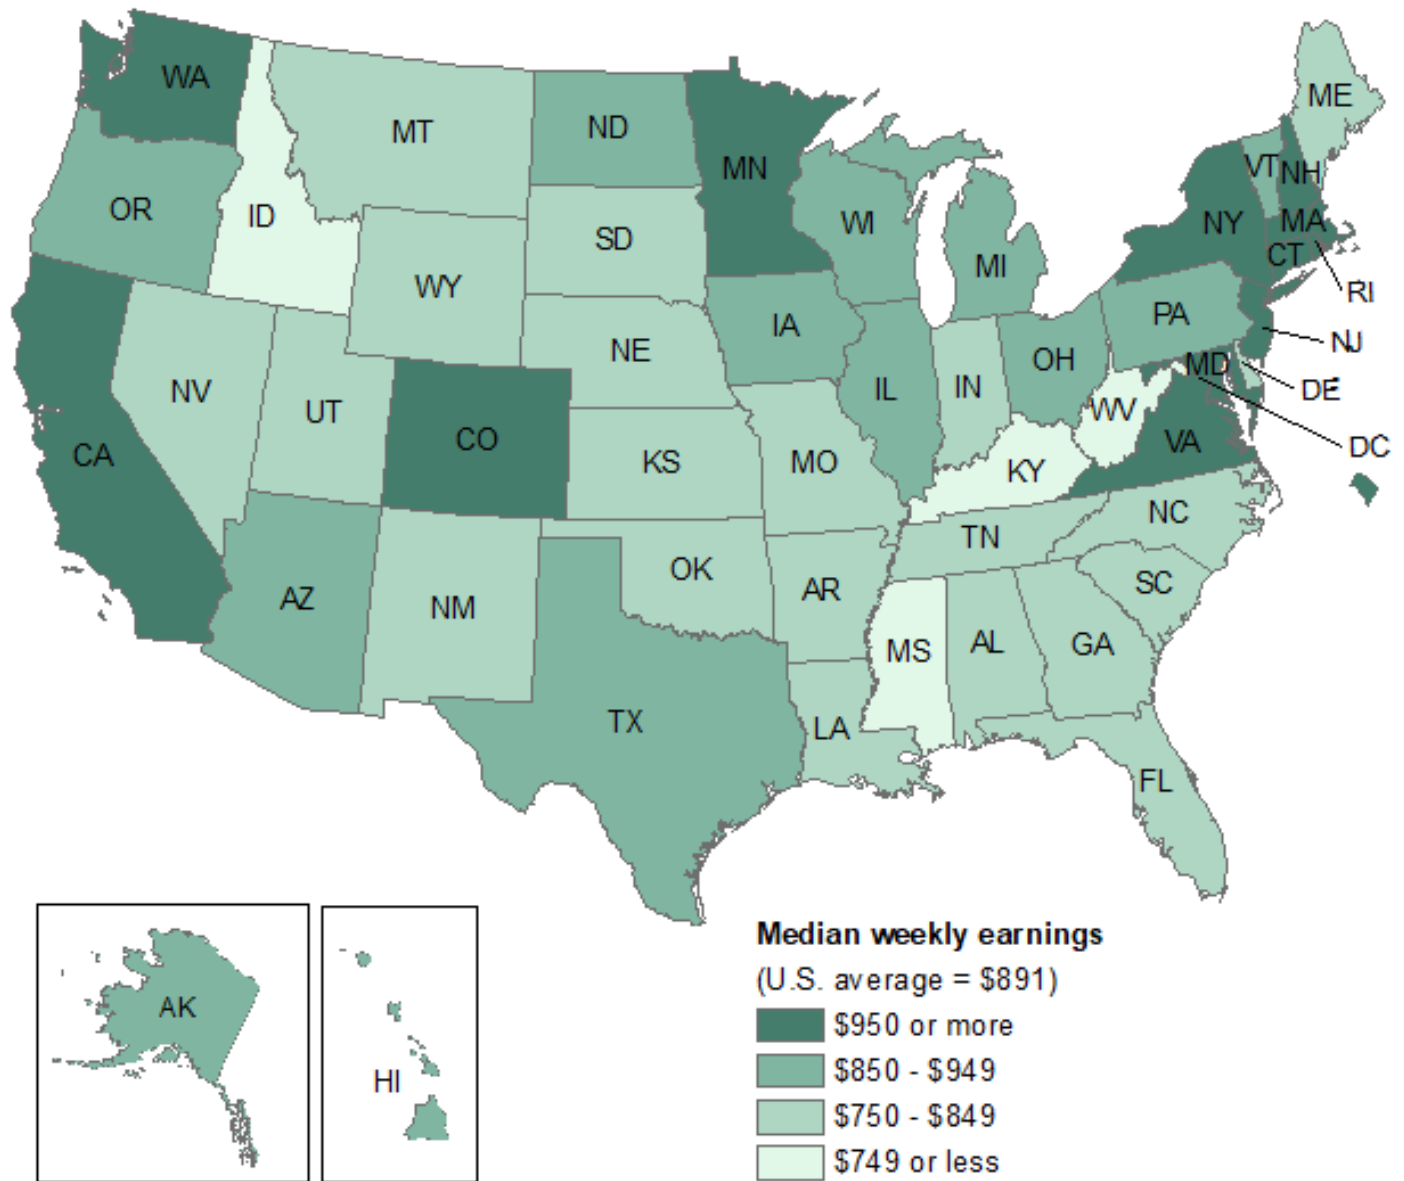 WA
MT
ND
MN
ME
VT
NH
OR
ID
WY
SD
WI
MI
NY
MA
CT
RI
NJ
IA
NE
PA
OH
MD
DE
DC
NV
UT
CO
KS
MO
IL
IN
WV
VA
KY
CA
AZ
NM
OK
AR
TN
NC
SC
MS
AL
GA
TX
LA
FL
AK
HI
Median weekly earnings
(U.S. average = $891)
$950 or more
$850 - $949
$750 - $849
$749 or less